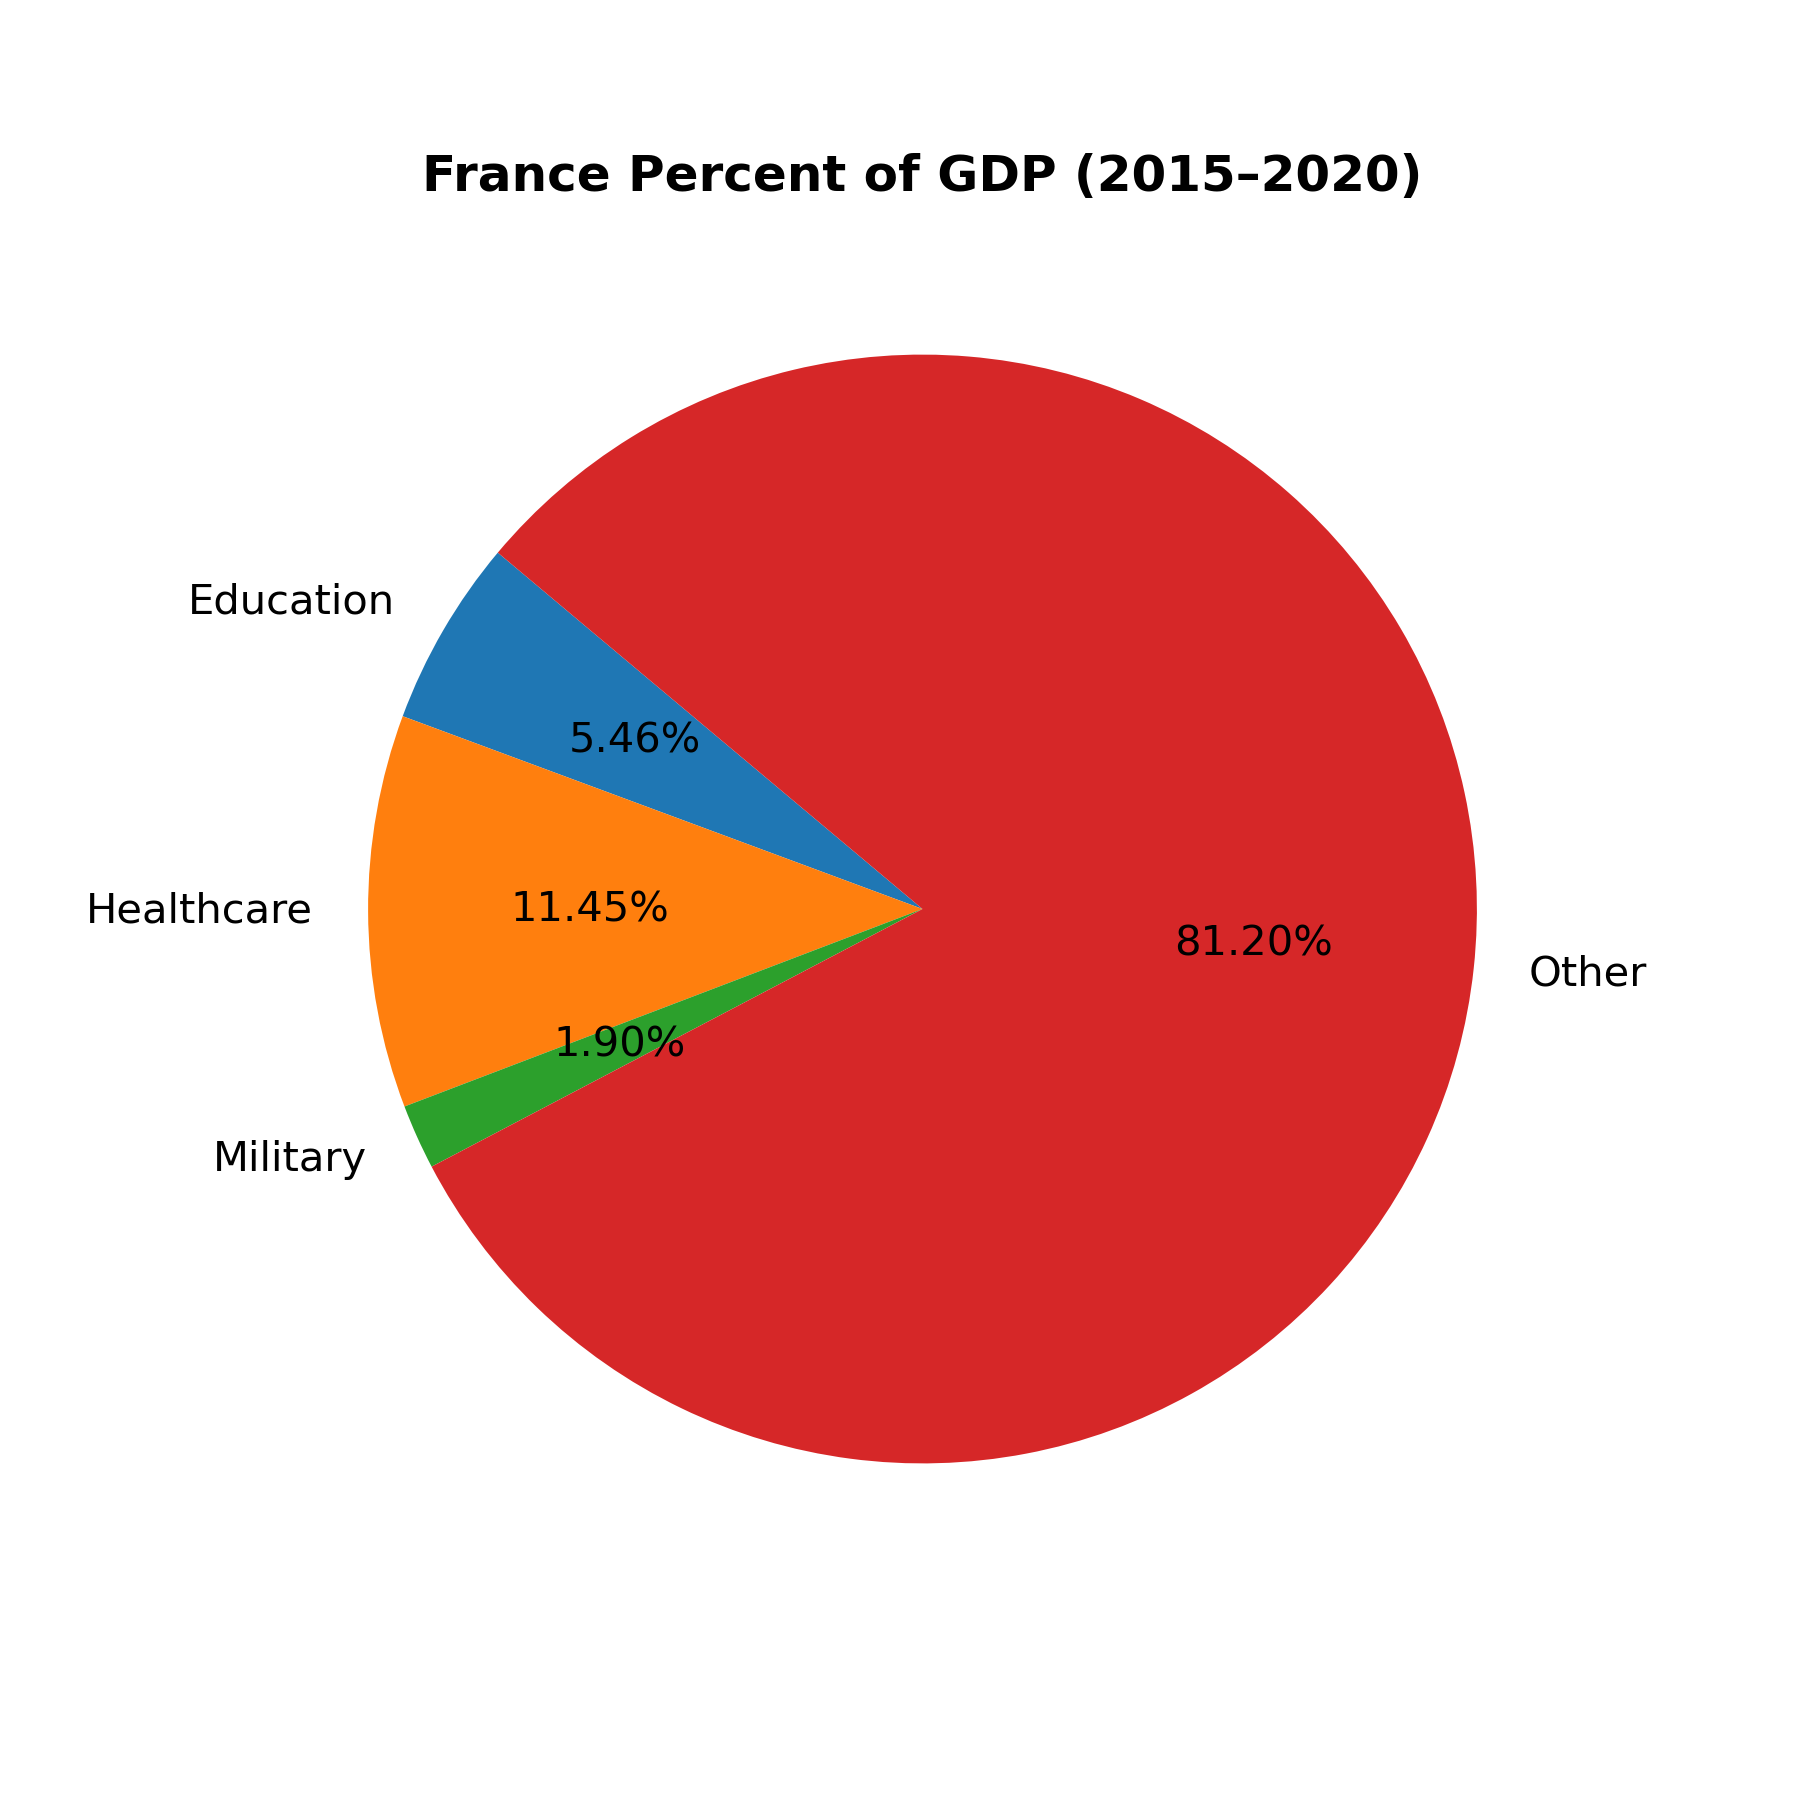 France Percent of GDP (2015–2020)
Education
5.46%
Healthcare
11.45%
81.20%
Other
1.90%
Military